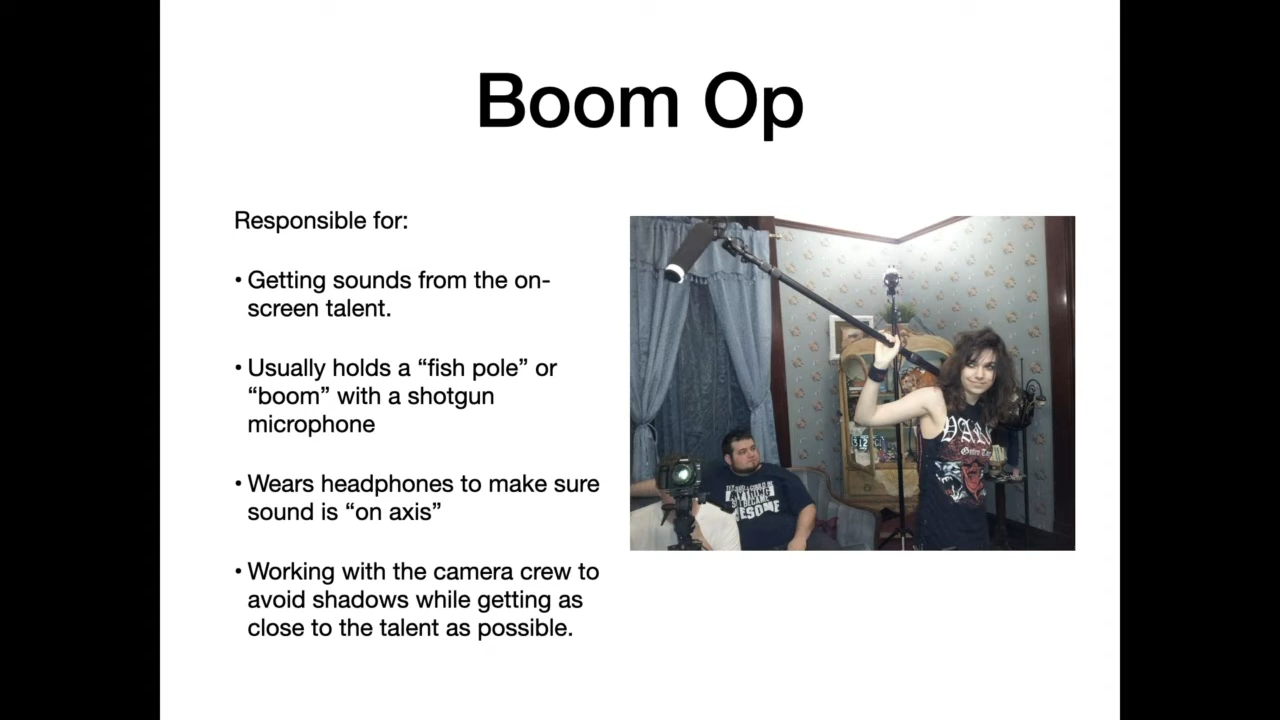 Boom Op
Responsible for:
• Getting sounds from the on-
screen talent.
• Usually holds a “fish pole” or
“boom” with a shotgun
microphone
• Wears headphones to make sure
sound is “on axis”
• Working with the camera crew to
avoid shadows while getting as
close to the talent as possible.
312
ANYTHING